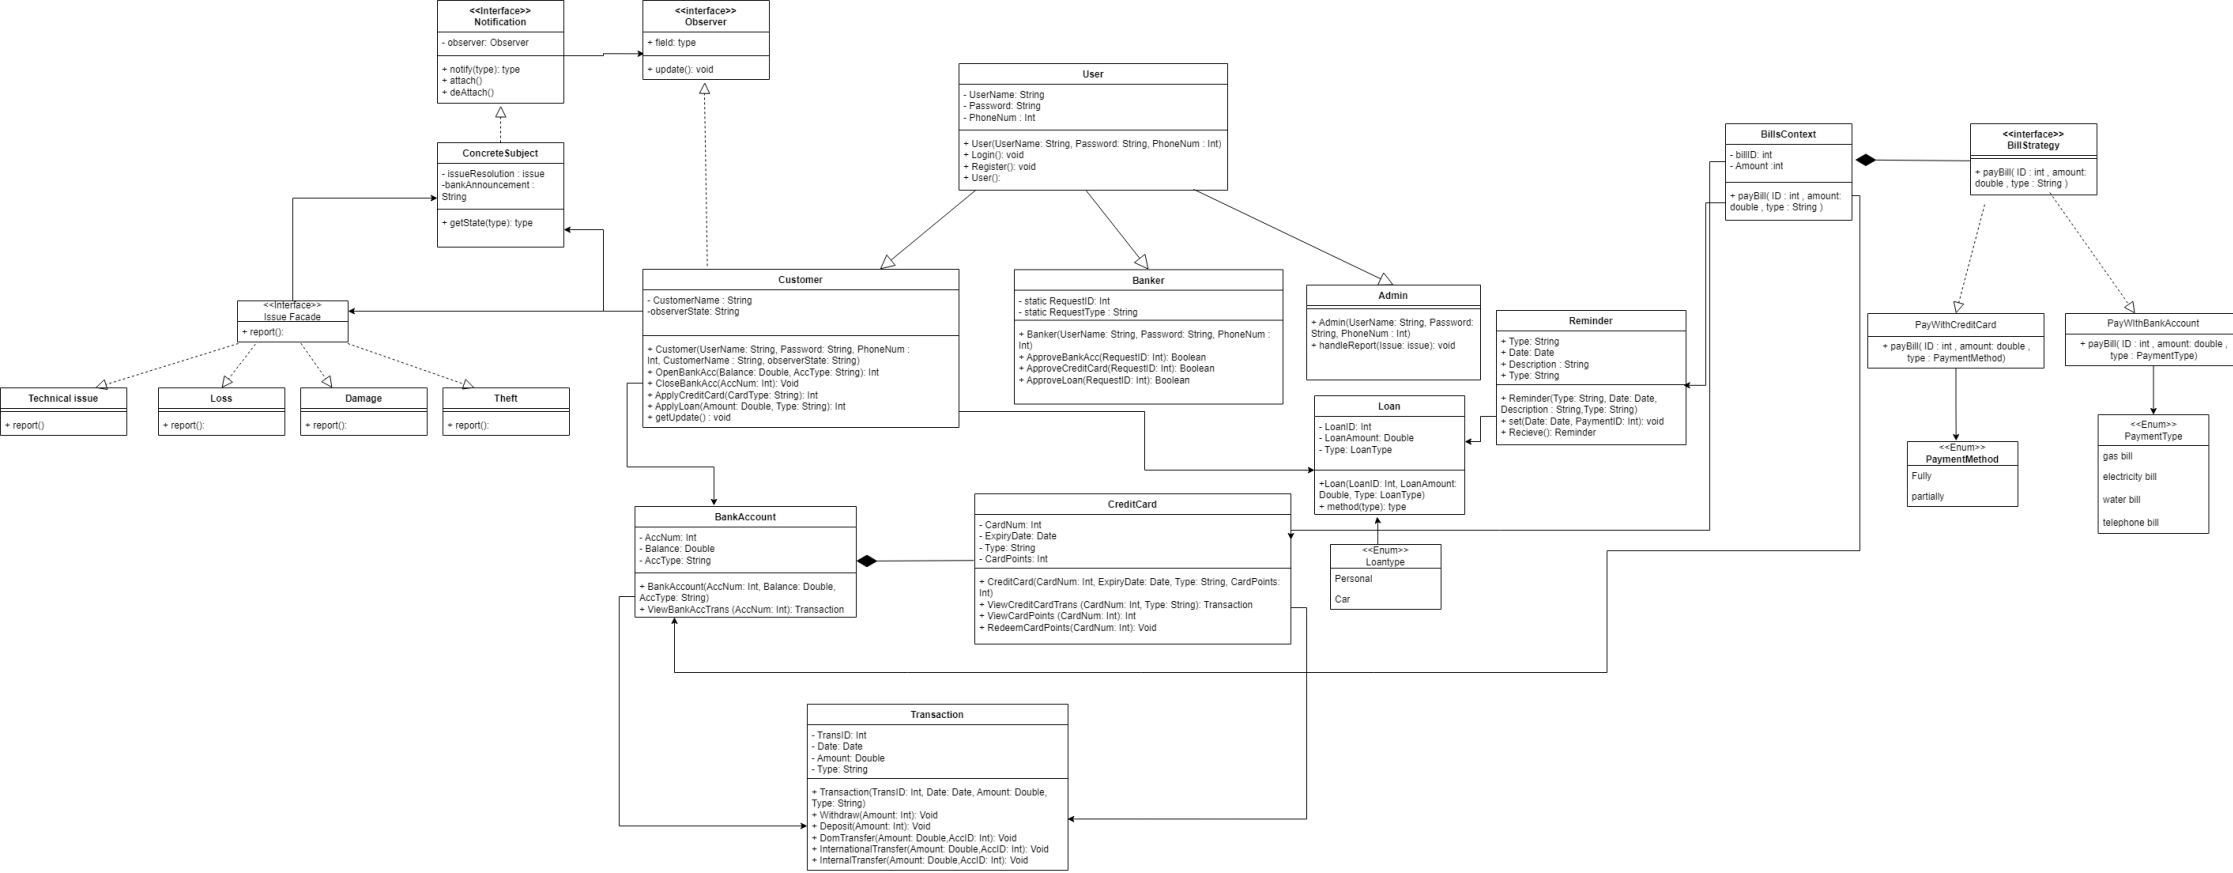 <<Interface>>
Notification
- observer: Observer
+ notify(type): type
+ attach()
+ deAttach()
<<interface>>
Observer
+ field: type
+ update(): void
ConcreteSubject
- issueResolution : issue
-bankAnnouncement :
String
+ getState(type): type
User
- UserName: String
- Password: String
- PhoneNum : Int
+ User(UserName: String, Password: String, PhoneNum : Int)
+ Login(): void
+ Register(): void
+ User():
BillsContext
- billID: int
- Amount :int
+ payBill( ID : int , amount:
double , type : String )
<<interface>>
BillStrategy
+ payBill( ID : int , amount:
double , type : String )
<<Interface>>
Issue Facade
+ report():
Technical issue
+ report()
Loss
+ report():
Damage
+ report():
Theft
+ report():
Customer
- CustomerName : String
-observerState: String
+ Customer(UserName: String, Password: String, PhoneNum :
Int, CustomerName : String, observerState: String)
+ OpenBankAcc(Balance: Double, AccType: String): Int
+ CloseBankAcc(AccNum: Int): Void
+ ApplyCreditCard(CardType: String): Int
+ ApplyLoan(Amount: Double, Type: String): Int
+ getUpdate() : void
Banker
- static RequestID: Int
- static RequestType : String
+ Banker(UserName: String, Password: String, PhoneNum :
Int)
+ ApproveBankAcc(RequestID: Int): Boolean
+ ApproveCreditCard(RequestID: Int): Boolean
+ ApproveLoan(RequestID: Int): Boolean
Admin
+ Admin(UserName: String, Password:
String, PhoneNum : Int)
+ handleReport(Issue: issue): void
Reminder
+ Type: String
+ Date: Date
+ Description : String
+ Type: String
+ Reminder(Type: String, Date: Date,
Description : String,Type: String)
+ set(Date: Date, PaymentID: Int): void
+ Recieve(): Reminder
PayWithCreditCard
+ payBill( ID : int , amount: double ,
type : PaymentMethod)
PayWithBankAccount
+ payBill( ID : int , amount: double ,
type : PaymentType)
Loan
- LoanID: Int
- LoanAmount: Double
- Type: LoanType
+Loan(LoanID: Int, LoanAmount:
Double, Type: LoanType)
+ method(type): type
<<Enum>>
PaymentMethod
Fully
partially
<<Enum>>
PaymentType
gas bill
electricity bill
water bill
telephone bill
BankAccount
- AccNum: Int
- Balance: Double
- AccType: String
+ BankAccount(AccNum: Int, Balance: Double,
AccType: String)
+ ViewBankAccTrans (AccNum: Int): Transaction
CreditCard
- CardNum: Int
- ExpiryDate: Date
- Type: String
- CardPoints: Int
+ CreditCard(CardNum: Int, ExpiryDate: Date, Type: String, CardPoints:
Int)
+ ViewCreditCardTrans (CardNum: Int, Type: String): Transaction
+ ViewCardPoints (CardNum: Int): Int
+ RedeemCardPoints(CardNum: Int): Void
<<Enum>>
Loantype
Personal
Car
Transaction
- TransID: Int
- Date: Date
- Amount: Double
- Type: String
+ Transaction(TransID: Int, Date: Date, Amount: Double,
Type: String)
+ Withdraw(Amount: Int): Void
+ Deposit(Amount: Int): Void
+ DomTransfer(Amount: Double,AccID: Int): Void
+ InternationalTransfer(Amount: Double,AccID: Int): Void
+ InternalTransfer(Amount: Double,AccID: Int): Void